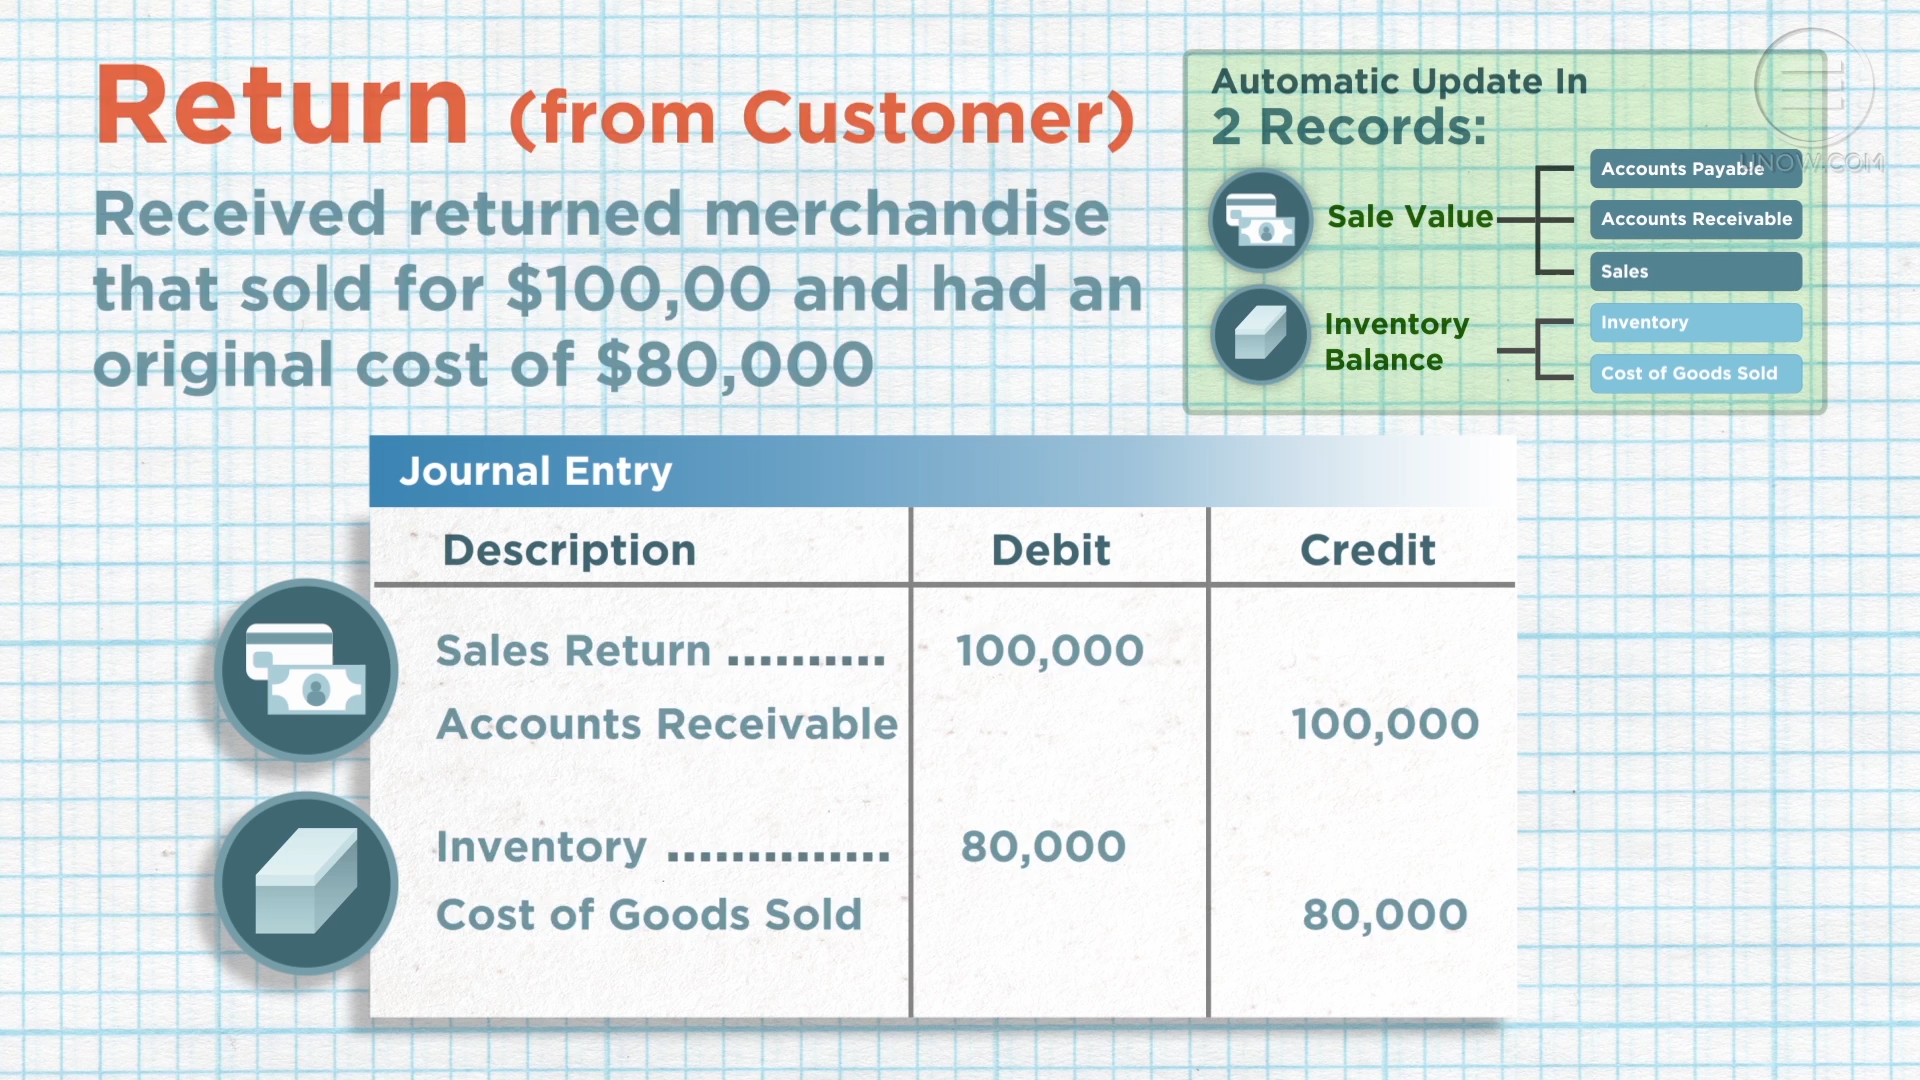 Return (from Customer)
Received returned merchandise
that sold for $100,00 and had an
original cost of $80,000
Automatic Update In
2 Records:
Sale Value
Accounts Payable
Accounts Receivable
Sales
Inventory
Balance
Inventory
Cost of Goods Sold
Journal Entry
Description Debit Credit
Sales Return .......... 100,000
Accounts Receivable 100,000
Inventory .............. 80,000
Cost of Goods Sold 80,000